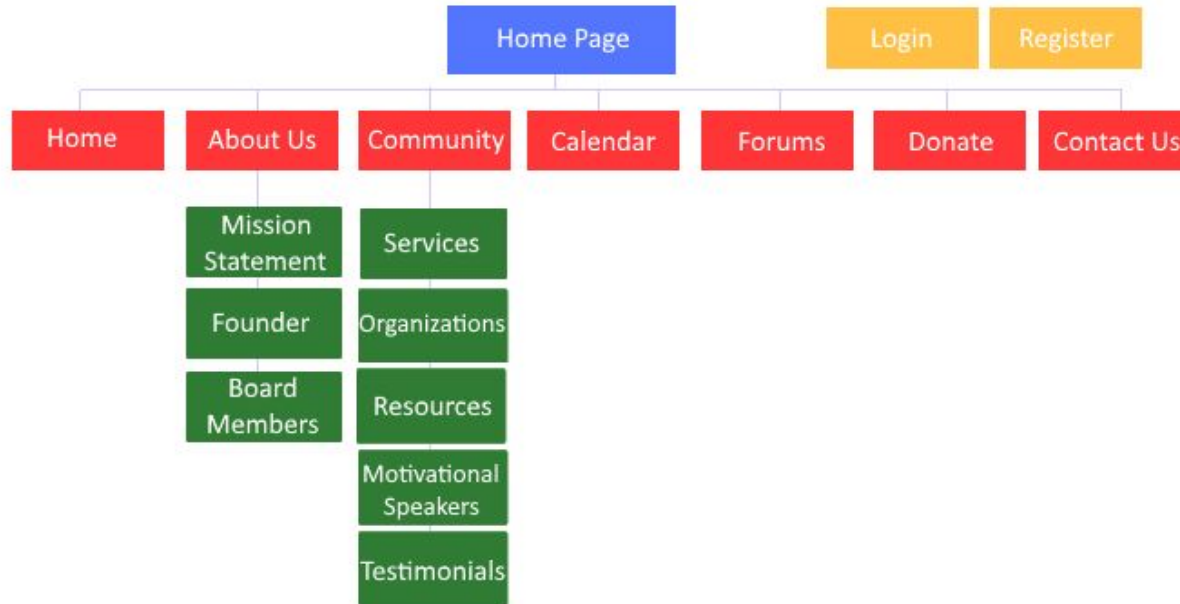 Home Page
Login
Register
Home
About Us
Community
Calendar
Forums
Donate
Contact Us
Mission
Statement
Founder
Board
Members
Services
Organizations
Resources
Motivational
Speakers
Testimonials